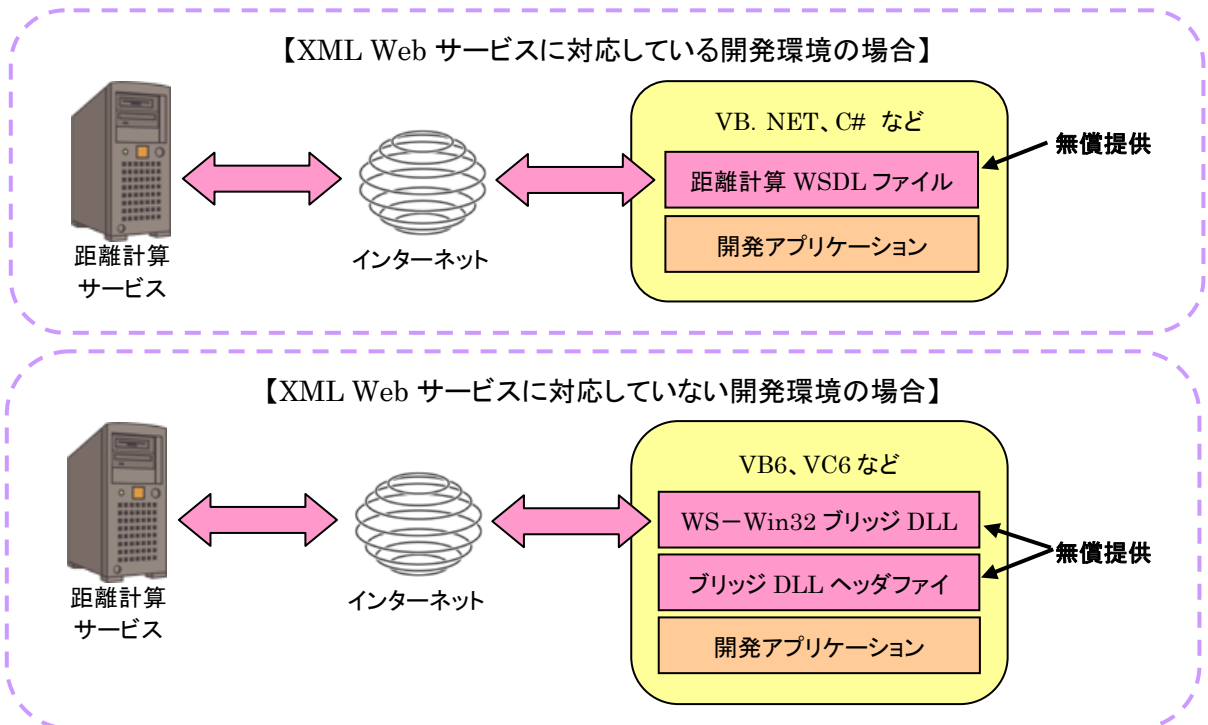 【XML Web サービスに対応している開発環境の場合】
VB. NET、C# など
無償提供
距離計算 WSDL ファイル
開発アプリケーション
距離計算
サービス
インターネット
【XML Web サービスに対応していない開発環境の場合】
VB6、VC6 など
WS－Win32 ブリッジ DLL
無償提供
ブリッジ DLL ヘッダファイ
開発アプリケーション
距離計算
サービス
インターネット